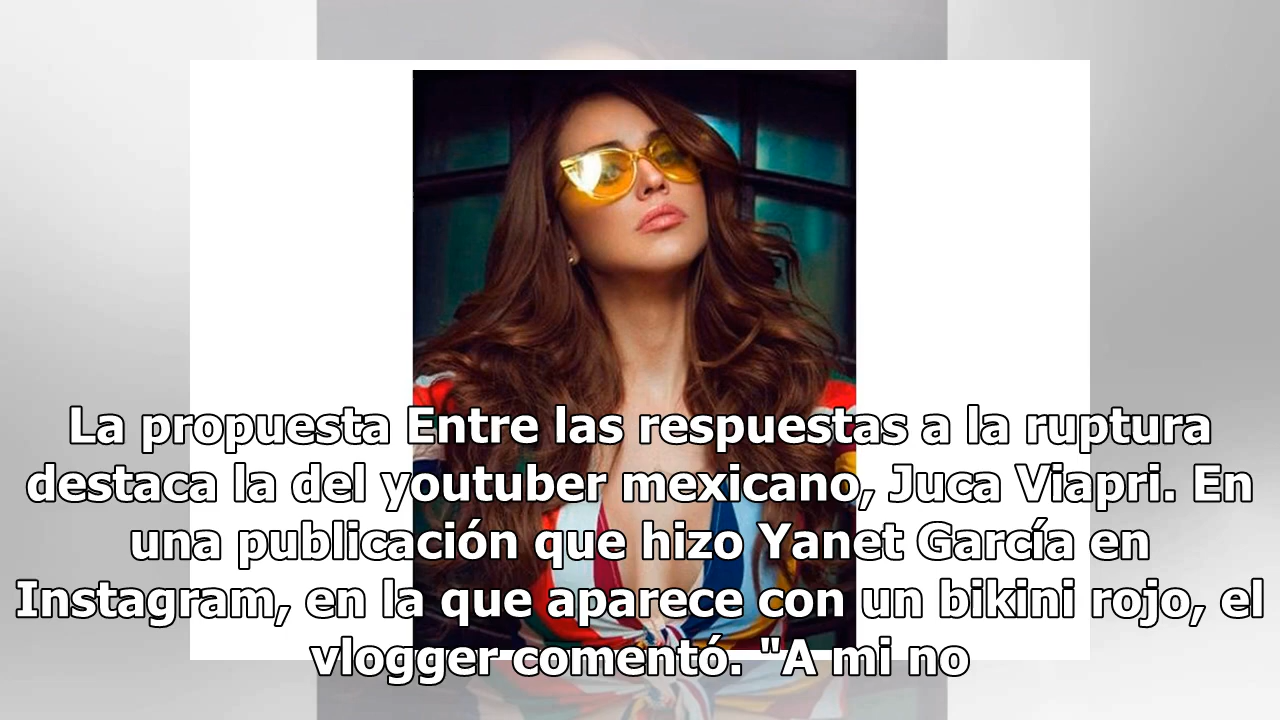 La propuesta Entre las respuestas a la ruptura
destaca la del youtuber mexicano, Juca Viapri. En
una publicación que hizo Yanet García en
Instagram, en la que aparece con un bikini rojo, el
vlogger comentó. "A mi no